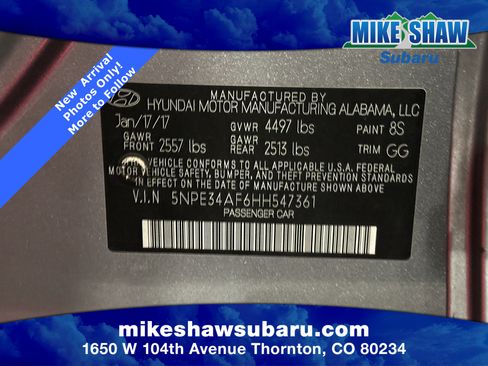 MIKE SHAW
Subaru
New Arrival
Photos Only!
More to Follow
MANUFACTURED BY
HYUNDAI MOTOR MANUFACTURING ALABAMA, LLC
Jan/17/17 GVWR 4497 lbs PAINT 8S
GAWR FRONT 2557 lbs GAWR REAR 2513 lbs TRIM GG
VEHICLE CONFORMS TO ALL APPLICABLE U.S.A. FEDERAL
MOTOR VEHICLE SAFETY, BUMPER, AND THEFT PREVENTION STANDARDS
IN EFFECT ON THE DATE OF MANUFACTURE SHOWN ABOVE
V.I.N 5NPE34AF6HH547361
PASSENGER CAR
mikeshawsubaru.com
1650 W 104th Avenue Thornton, CO 80234